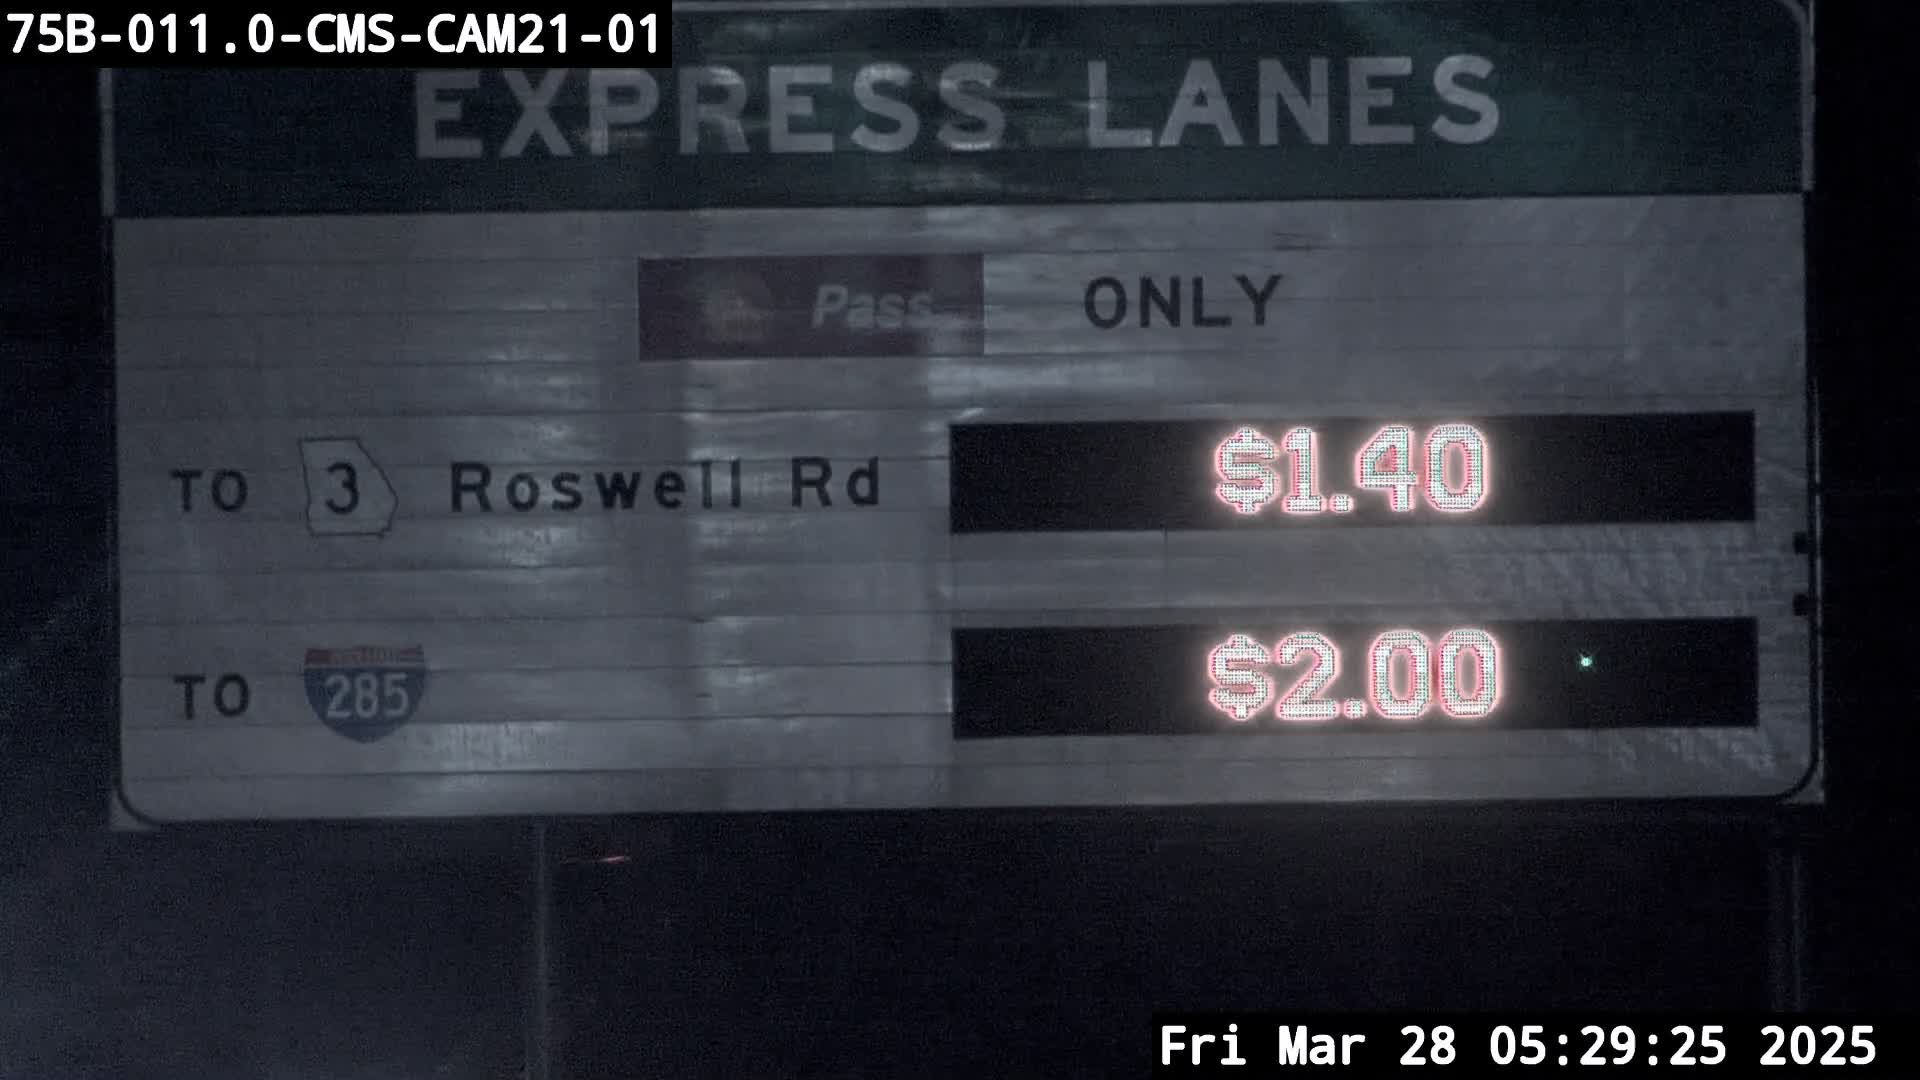 75B-011.0-CMS-CAM21-01
EXPRESS LANES
Pass ONLY
TO 3 Roswell Rd $1.40
TO 285 $2.00
Fri Mar 28 05:29:25 2025